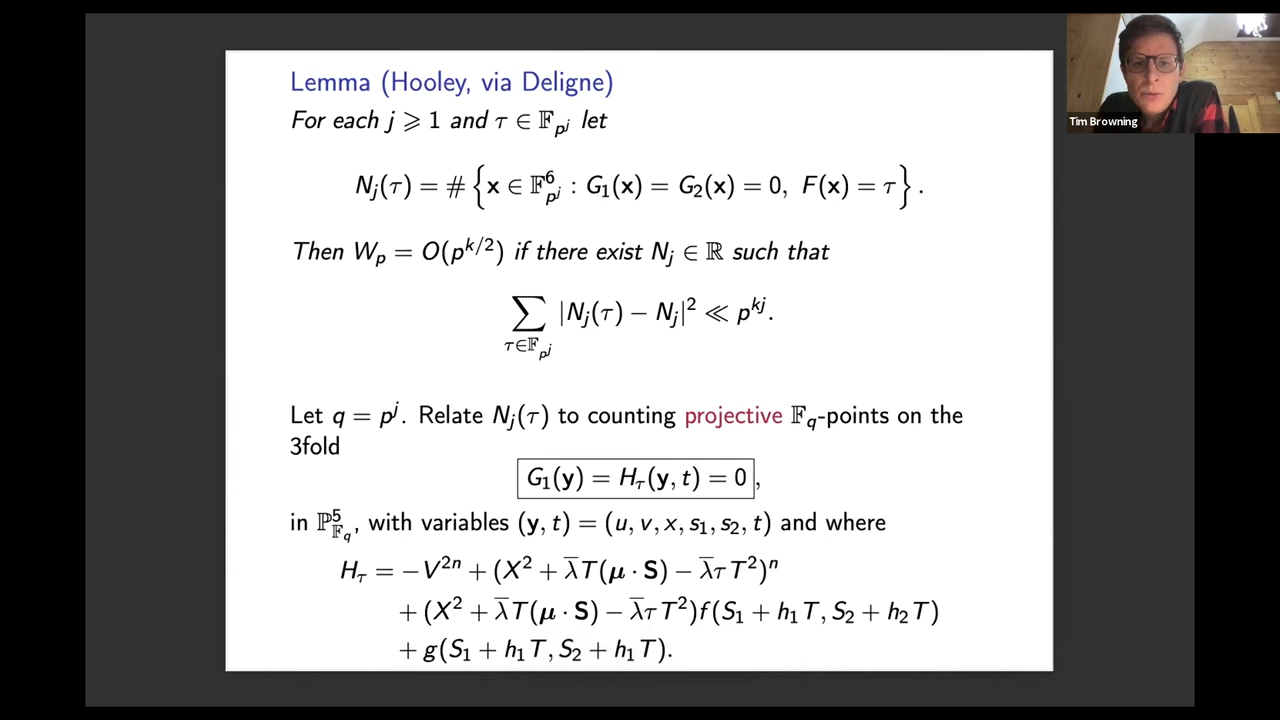 Lemma (Hooley, via Deligne)
For each j ⩾ 1 and τ ∈ 𝔽_{p^j} let
N_j(τ) = # { x ∈ 𝔽^6_{p^j} : G_1(x) = G_2(x) = 0, F(x) = τ } .
Then W_p = O(p^{k/2}) if there exist N_j ∈ ℝ such that
∑_{τ∈𝔽_{p^j}} |N_j(τ) − N_j|^2 ≪ p^{kj}.
Let q = p^j. Relate N_j(τ) to counting projective 𝔽_q-points on the
3fold
G_1(y) = H_τ(y, t) = 0 ,
in ℙ^5_{𝔽_q}, with variables (y, t) = (u, v, x, s_1, s_2, t) and where
H_τ = −V^{2n} + (X^2 + λ̄T(μ · S) − λ̄τT^2)^n
+ (X^2 + λ̄T(μ · S) − λ̄τT^2)f(S_1 + h_1T, S_2 + h_2T)
+ g(S_1 + h_1T, S_2 + h_1T).
Tim Browning